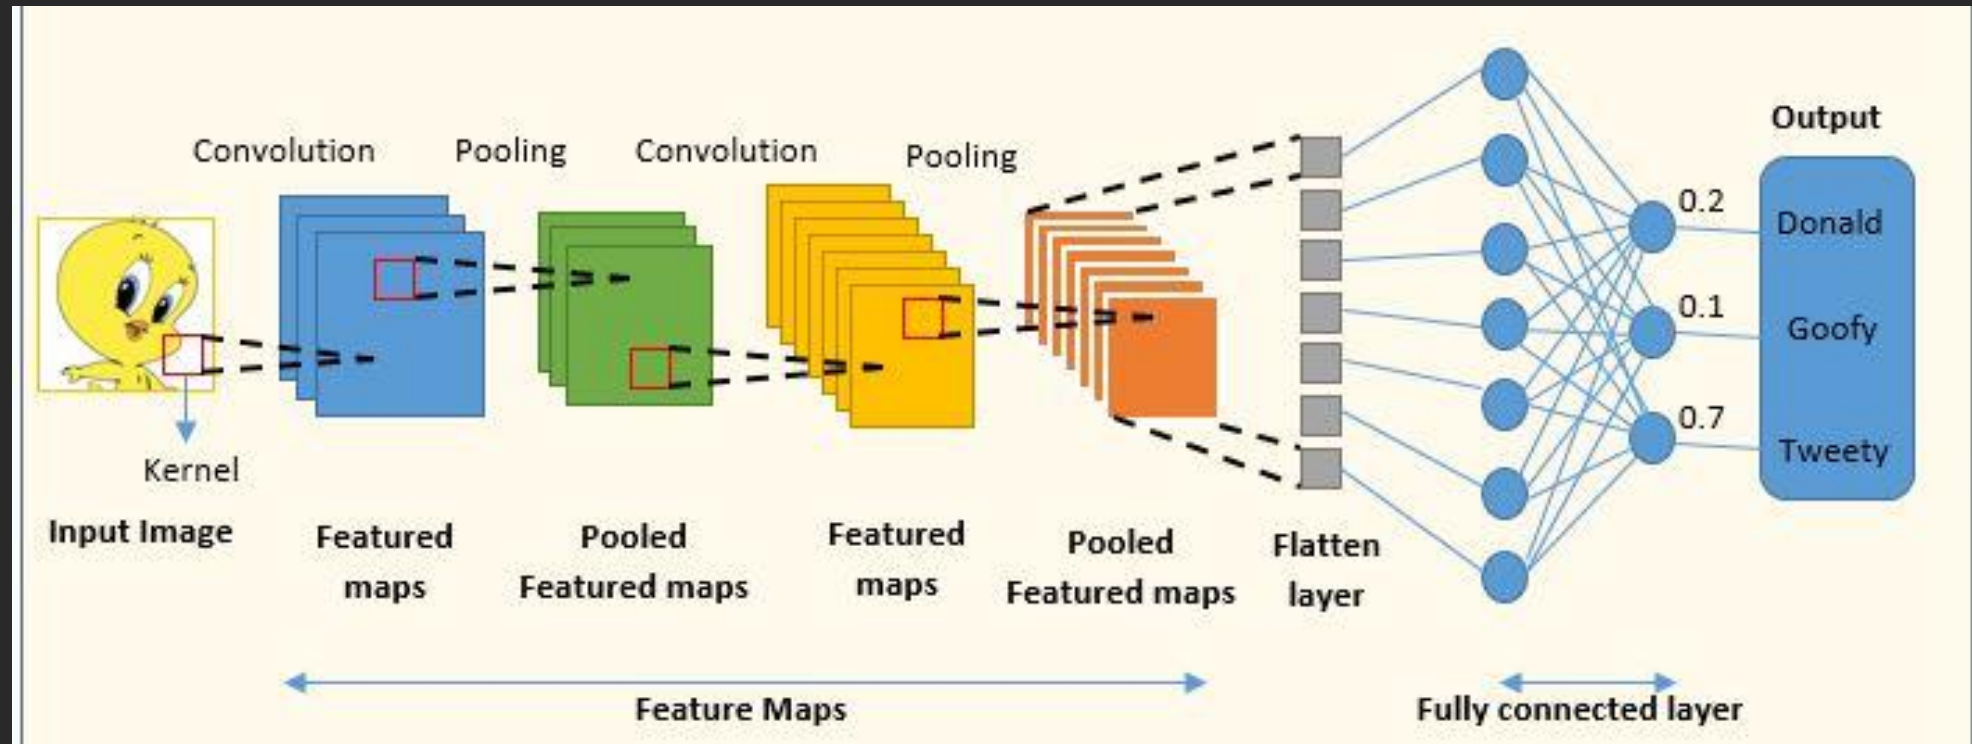 Convolution
Pooling
Convolution
Pooling
Output
0.2
Donald
0.1
Goofy
0.7
Tweety
Kernel
Input Image
Featured
maps
Pooled
Featured maps
Featured
maps
Pooled
Featured maps
Flatten
layer
Feature Maps
Fully connected layer